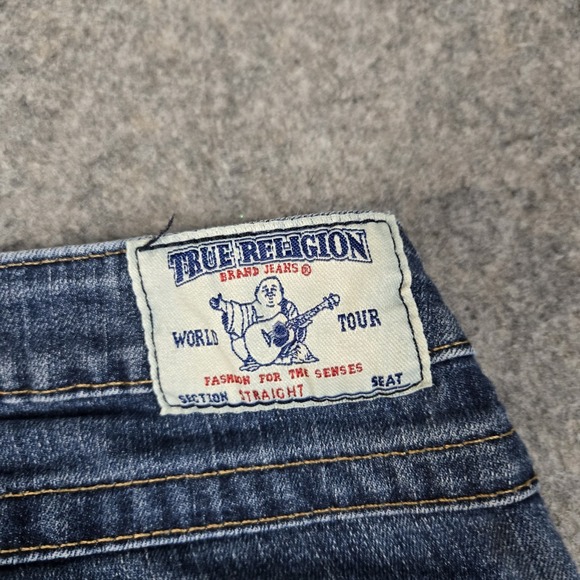 TRUE RELIGION
BRAND JEANS®
WORLD TOUR
FASHION FOR THE SENSES
SECTION STRAIGHT SEAT